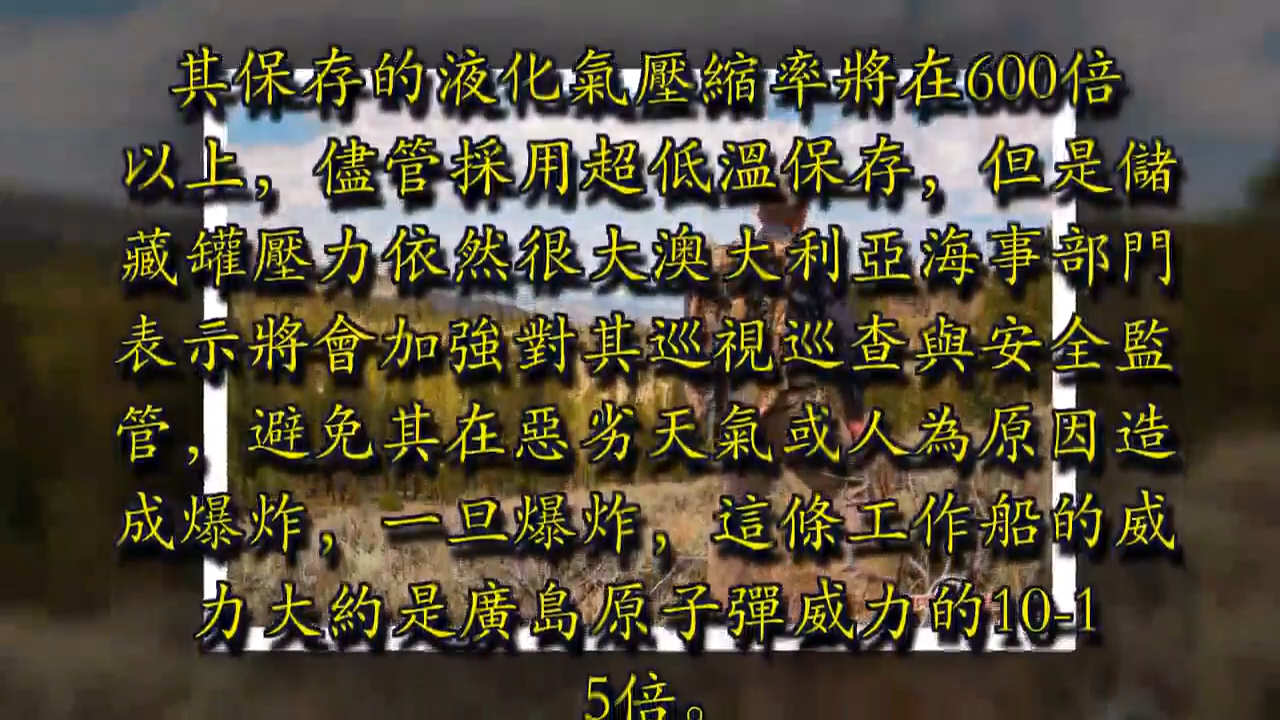 其保存的液化氣壓縮率將在600倍
以上，儘管採用超低溫保存，但是儲
藏罐壓力依然很大澳大利亞海事部門
表示將會加強對其巡視巡查與安全監
管，避免其在惡劣天氣或人為原因造
成爆炸，一旦爆炸，這條工作船的威
力大約是廣島原子彈威力的10-1
5倍。